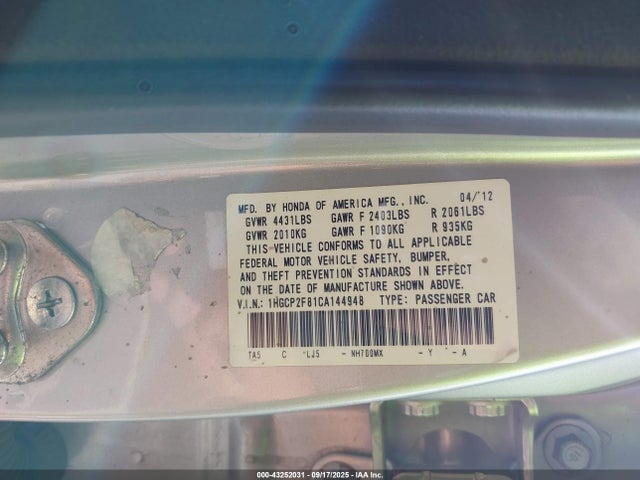 MFD. BY HONDA OF AMERICA MFG., INC. 04/'12
GVWR 4431LBS GAWR F 2403LBS R 2061LBS
GVWR 2010KG GAWR F 1090KG R 935KG
THIS VEHICLE CONFORMS TO ALL APPLICABLE
FEDERAL MOTOR VEHICLE SAFETY, BUMPER,
AND THEFT PREVENTION STANDARDS IN EFFECT
ON THE DATE OF MANUFACTURE SHOWN ABOVE.
V.I.N.: 1HGCP2F81CA144948 TYPE: PASSENGER CAR
TA5 C LJ5 - NH700MX - Y - A
000-43252031 09/17/2025 IAAI.COM